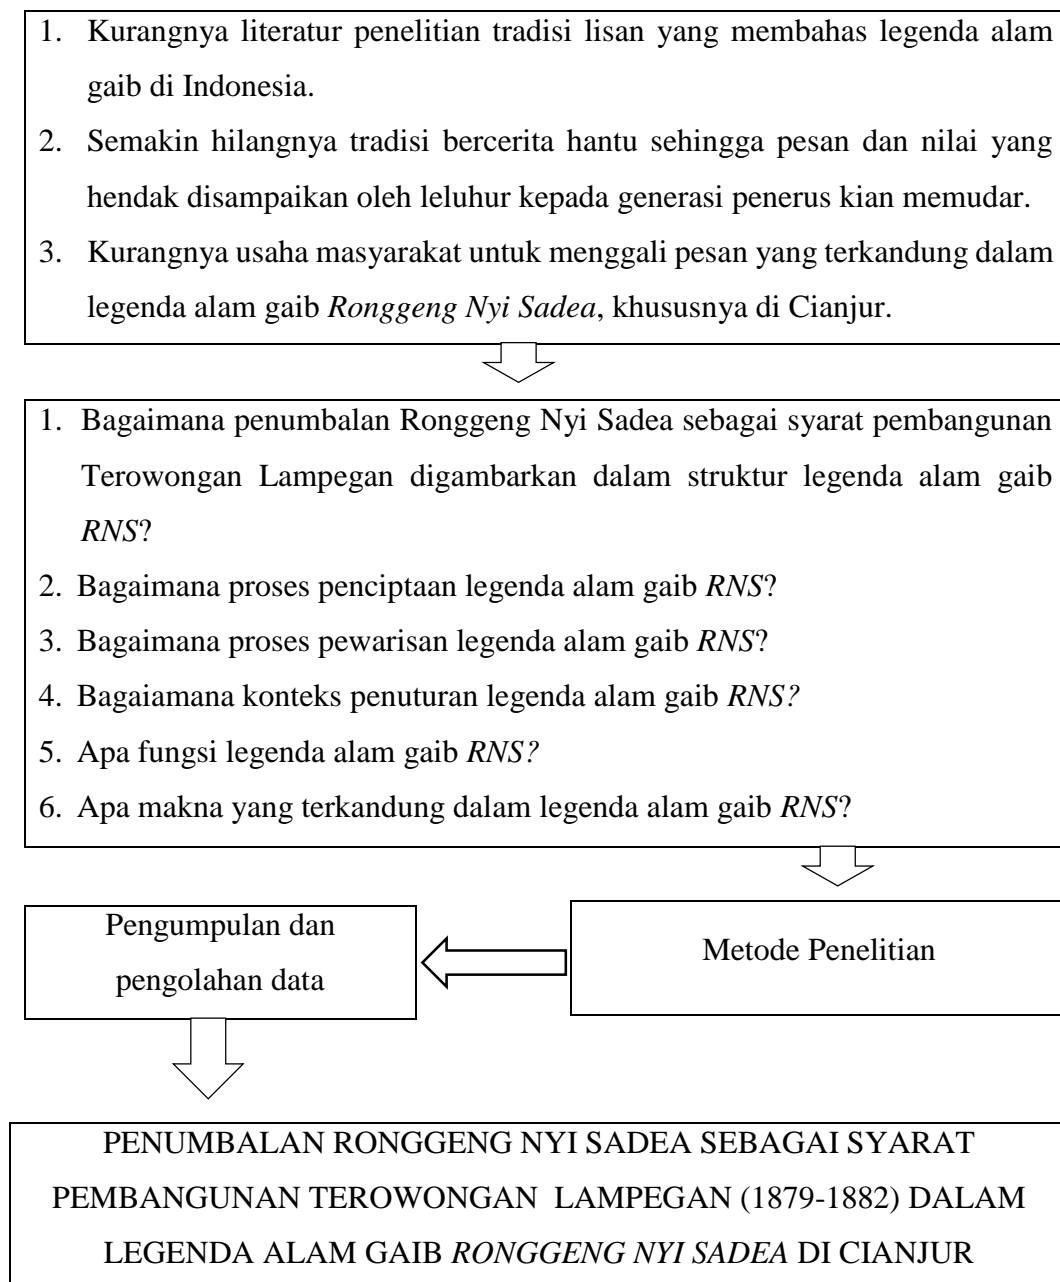 1. Kurangnya literatur penelitian tradisi lisan yang membahas legenda alam
gaib di Indonesia.
2. Semakin hilangnya tradisi bercerita hantu sehingga pesan dan nilai yang
hendak disampaikan oleh leluhur kepada generasi penerus kian memudar.
3. Kurangnya usaha masyarakat untuk menggali pesan yang terkandung dalam
legenda alam gaib Ronggeng Nyi Sadea, khususnya di Cianjur.
1. Bagaimana penumbalan Ronggeng Nyi Sadea sebagai syarat pembangunan
Terowongan Lampegan digambarkan dalam struktur legenda alam gaib
RNS?
2. Bagaimana proses penciptaan legenda alam gaib RNS?
3. Bagaimana proses pewarisan legenda alam gaib RNS?
4. Bagaiamana konteks penuturan legenda alam gaib RNS?
5. Apa fungsi legenda alam gaib RNS?
6. Apa makna yang terkandung dalam legenda alam gaib RNS?
Metode Penelitian
Pengumpulan dan
pengolahan data
PENUMBALAN RONGGENG NYI SADEA SEBAGAI SYARAT
PEMBANGUNAN TEROWONGAN LAMPEGAN (1879-1882) DALAM
LEGENDA ALAM GAIB RONGGENG NYI SADEA DI CIANJUR